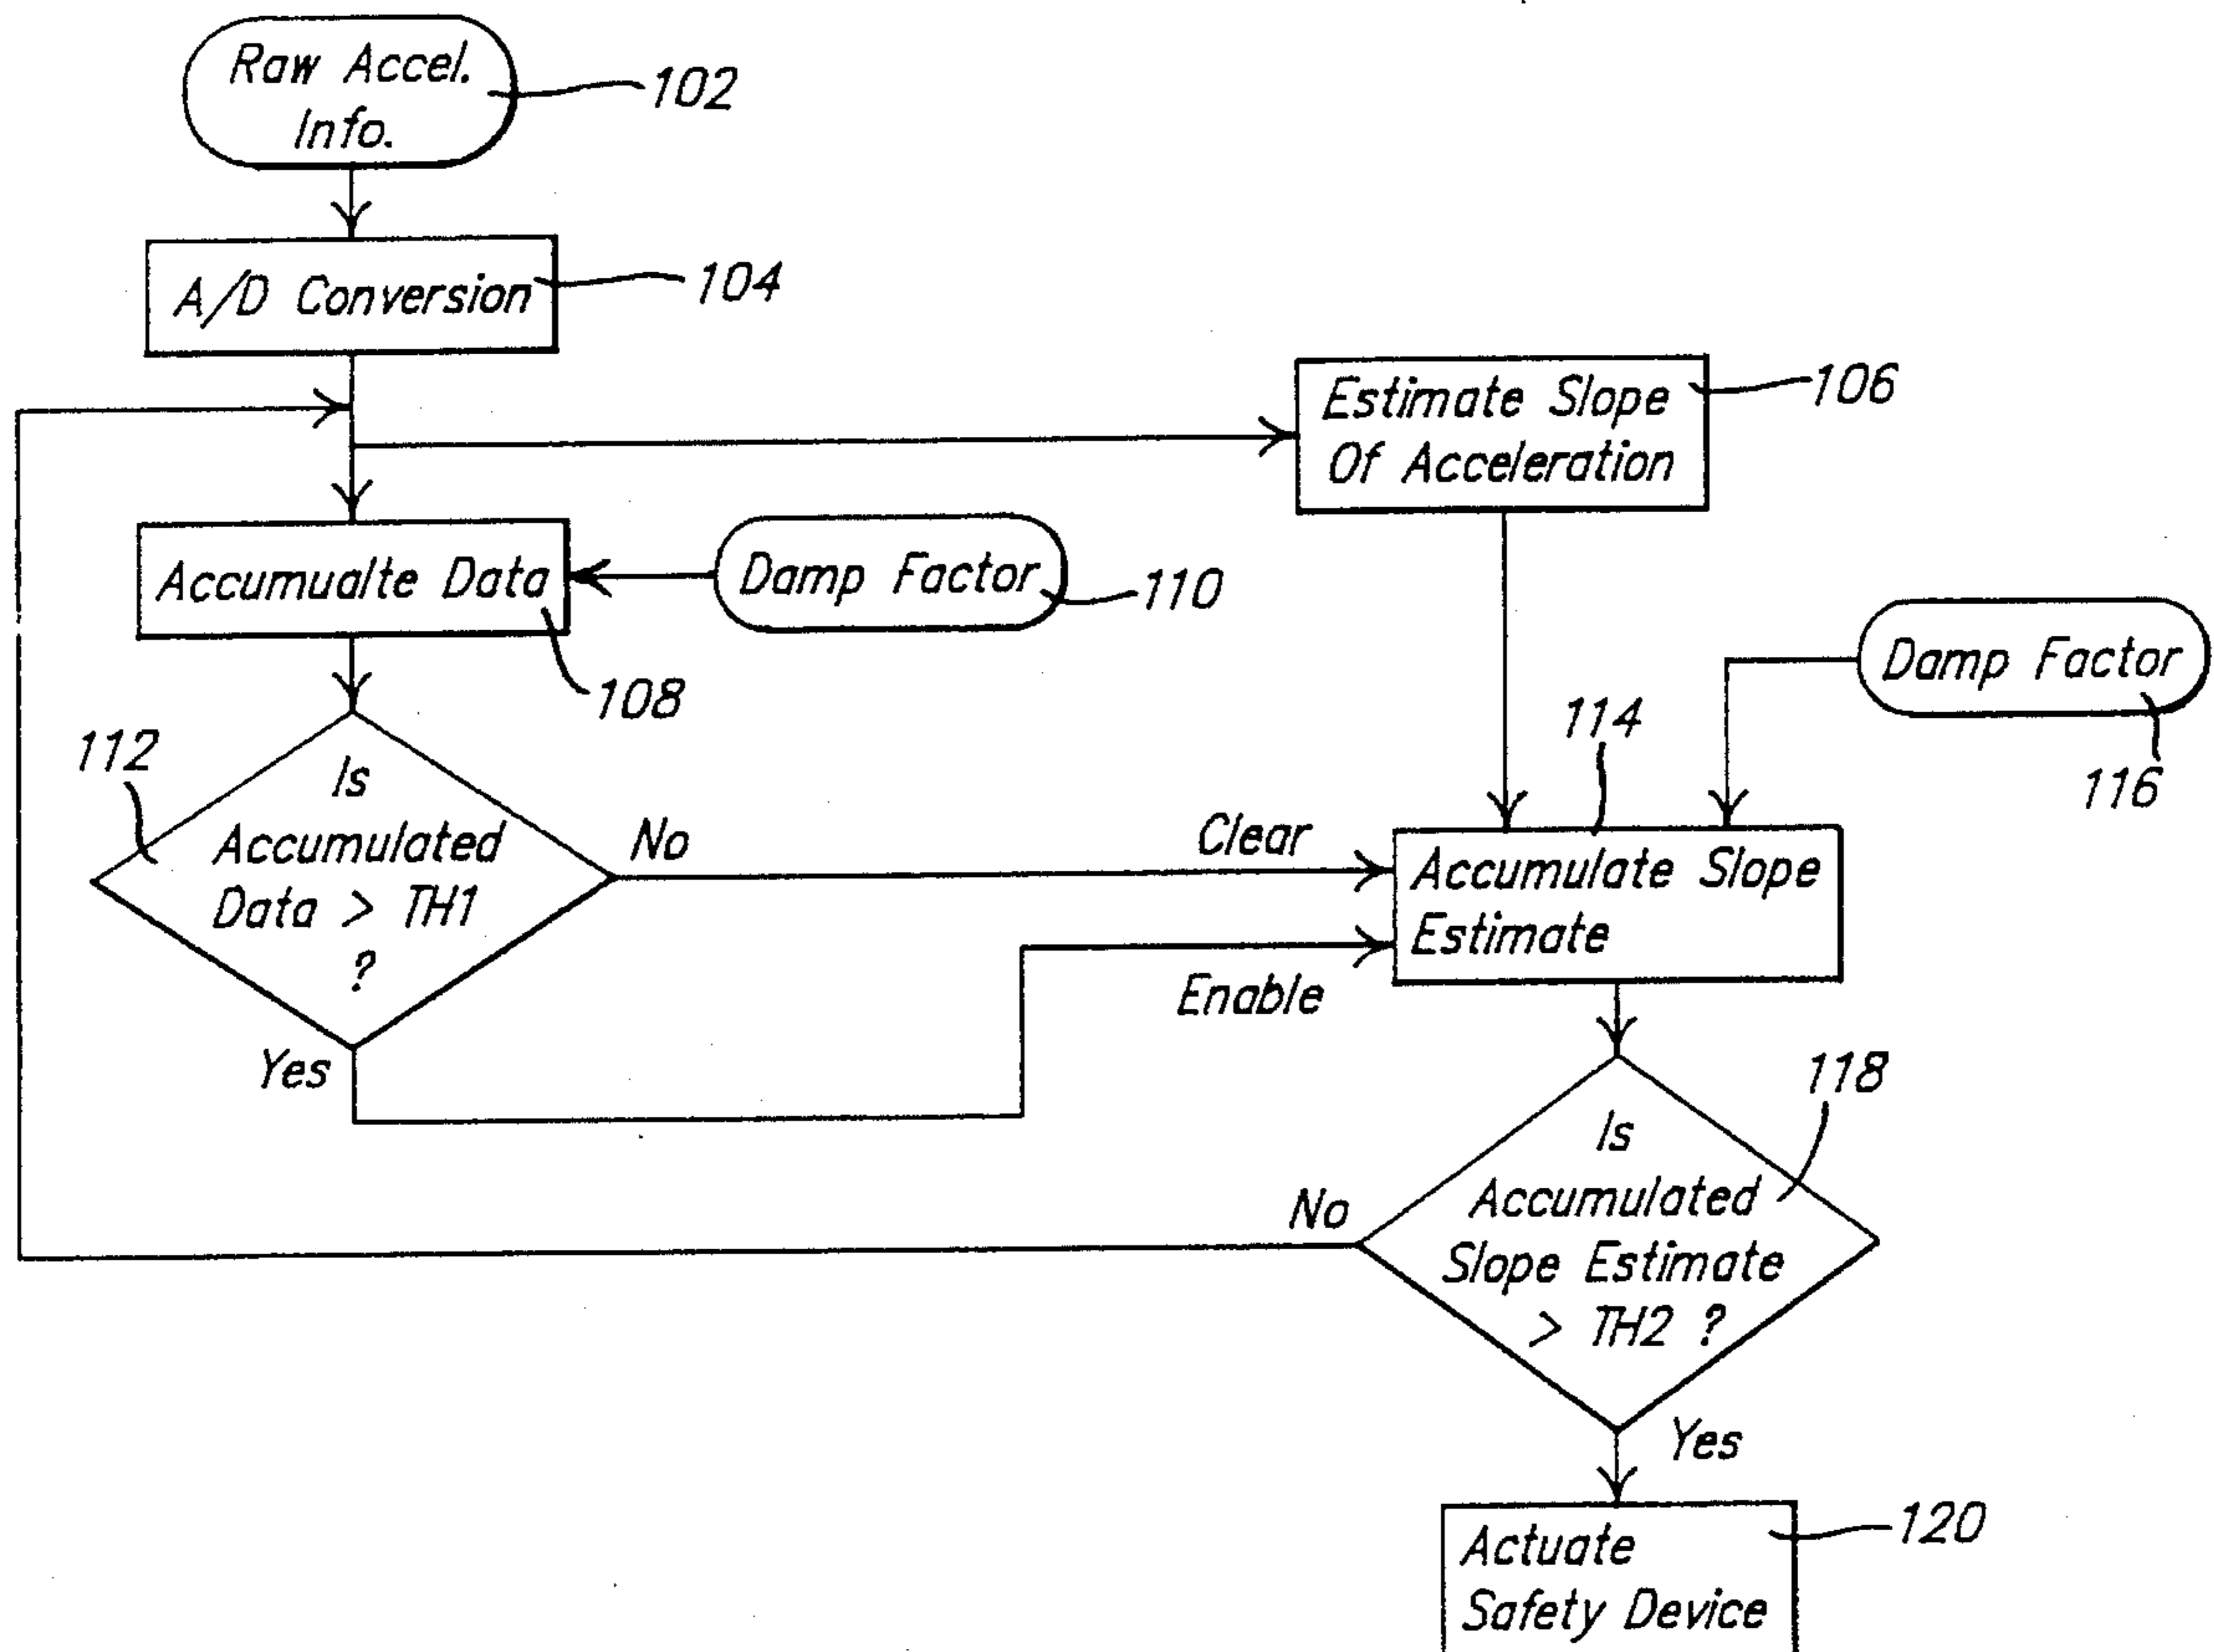 Raw Accel.
Info.
102
A/D Conversion
104
Estimate Slope
Of Acceleration
106
Accumualte Data
108
Damp Factor
110
Damp Factor
116
112
Is
Accumulated
Data > TH1
?
No
Yes
Clear
Enable
114
Accumulate Slope
Estimate
118
Is
Accumulated
Slope Estimate
> TH2 ?
No
Yes
Actuate
Safety Device
120